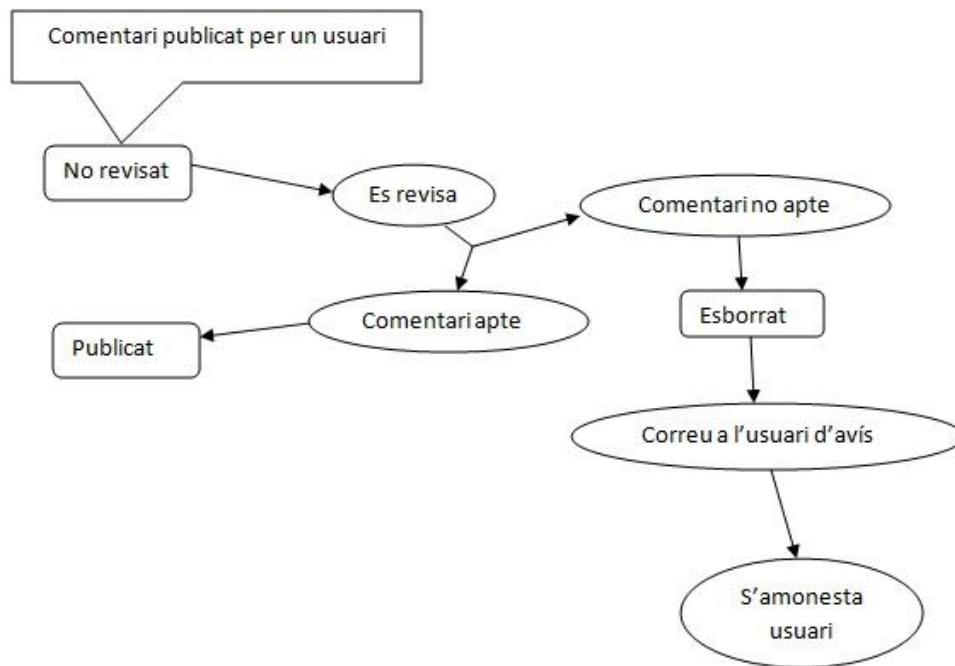 Comentari publicat per un usuari
No revisat
Es revisa
Comentari no apte
Comentari apte
Esborrat
Publicat
Correu a l'usuari d'avís
S'amonesta
usuari